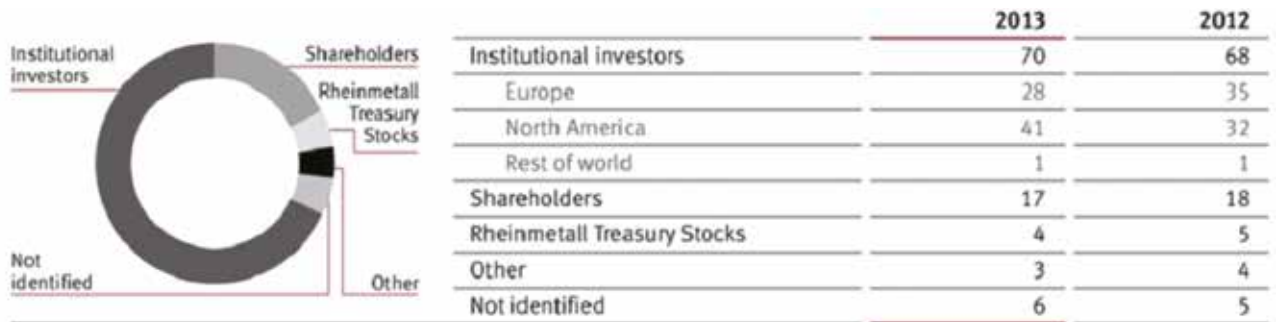 Institutional
investors
Shareholders
Rheinmetall
Treasury
Stocks
Not
identified
Other
2013 2012
Institutional investors 70 68
Europe 28 35
North America 41 32
Rest of world 1 1
Shareholders 17 18
Rheinmetall Treasury Stocks 4 5
Other 3 4
Not identified 6 5